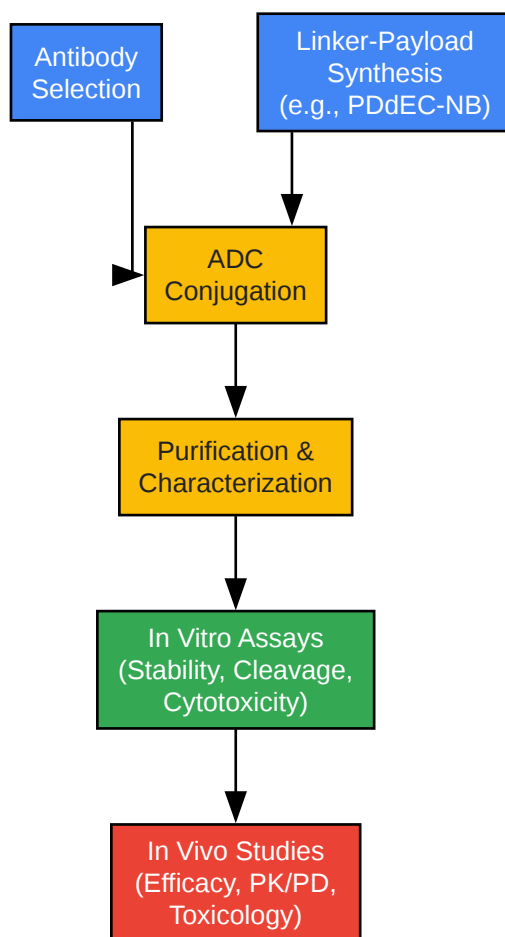 Antibody
Selection
Linker-Payload
Synthesis
(e.g., PDdEC-NB)
ADC
Conjugation
Purification &
Characterization
In Vitro Assays
(Stability, Cleavage,
Cytotoxicity)
In Vivo Studies
(Efficacy, PK/PD,
Toxicology)